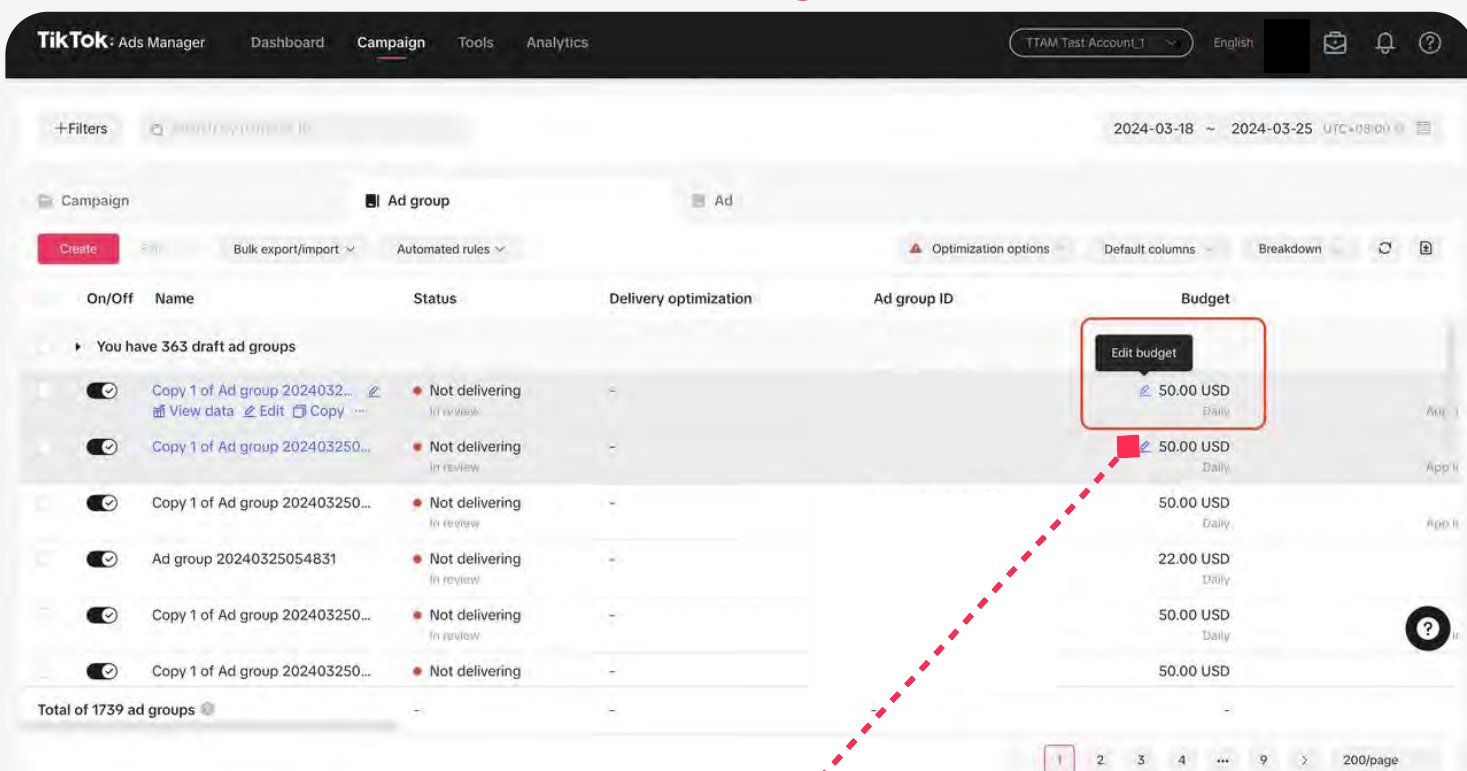 TikTok: Ads Manager Dashboard Campaign Tools Analytics TTAM Test Account_1 English
+Filters 2024-03-18 ~ 2024-03-25 UTC+08:00
Campaign Ad group Ad
Create Edit Bulk export/import Automated rules Optimization options Default columns Breakdown
On/Off Name Status Delivery optimization Ad group ID Budget
You have 363 draft ad groups
Edit budget
Copy 1 of Ad group 2024032... Not delivering - 50.00 USD
View data Edit Copy ... In review Daily
Copy 1 of Ad group 202403250... Not delivering - 50.00 USD
In review Daily
Copy 1 of Ad group 202403250... Not delivering - 50.00 USD
In review Daily
Ad group 20240325054831 Not delivering - 22.00 USD
In review Daily
Copy 1 of Ad group 202403250... Not delivering - 50.00 USD
In review Daily
Copy 1 of Ad group 202403250... Not delivering - 50.00 USD
Total of 1739 ad groups - - - -
1 2 3 4 ... 9 > 200/page